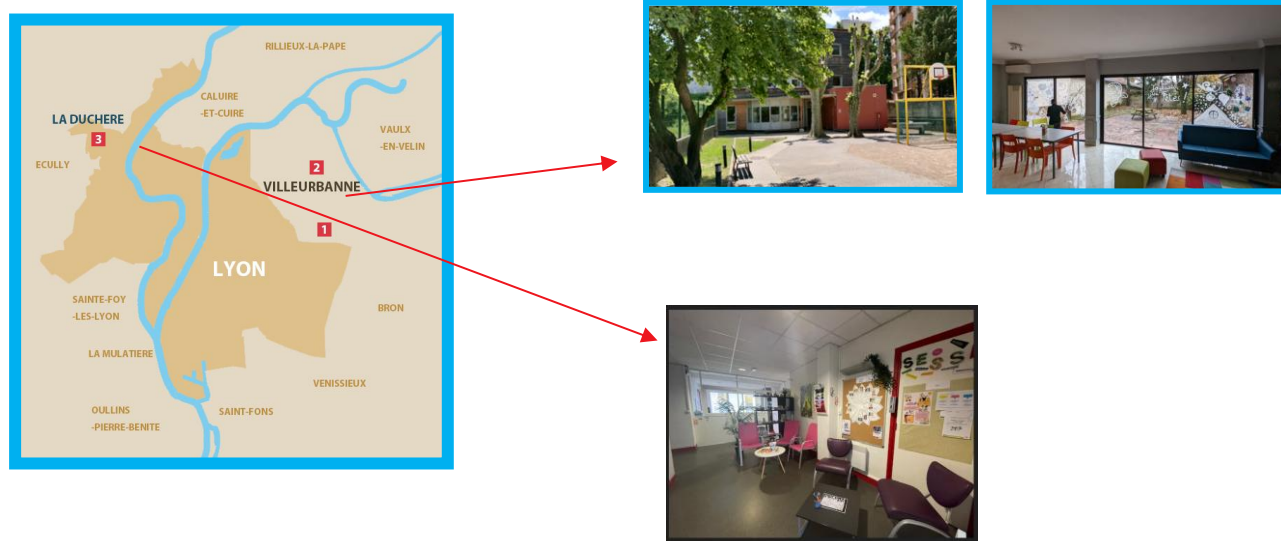 RILLIEUX-LA-PAPE
CALUIRE
-ET-CUIRE
LA DUCHERE
3
VAULX
-EN-VELIN
ECULLY
2
VILLEURBANNE
1
LYON
SAINTE-FOY
-LES-LYON
BRON
LA MULATIERE
VENISSIEUX
OULLINS
-PIERRE-BENITE
SAINT-FONS
SESS